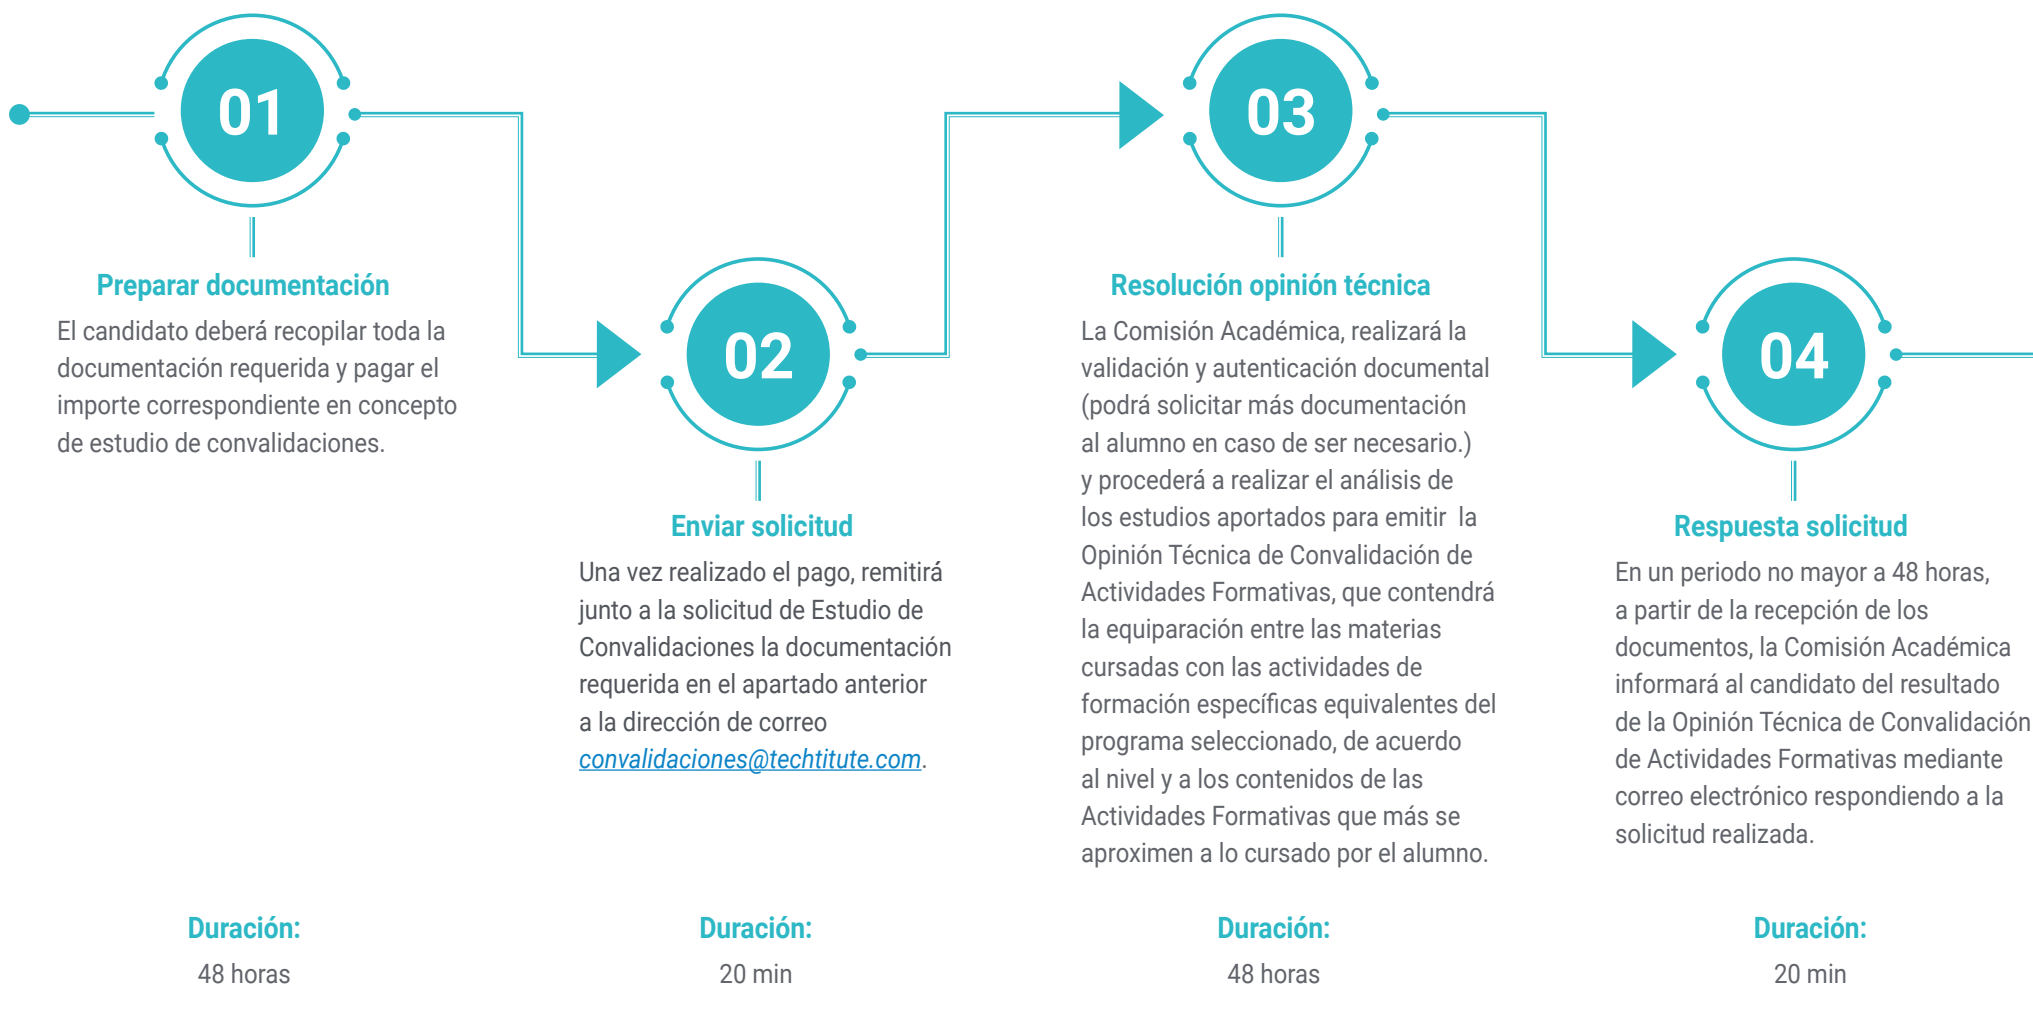 01
Preparar documentación
El candidato deberá recopilar toda la
documentación requerida y pagar el
importe correspondiente en concepto
de estudio de convalidaciones.
Duración:
48 horas
02
Enviar solicitud
Una vez realizado el pago, remitirá
junto a la solicitud de Estudio de
Convalidaciones la documentación
requerida en el apartado anterior
a la dirección de correo
convalidaciones@techtitute.com.
Duración:
20 min
03
Resolución opinión técnica
La Comisión Académica, realizará la
validación y autenticación documental
(podrá solicitar más documentación
al alumno en caso de ser necesario.)
y procederá a realizar el análisis de
los estudios aportados para emitir  la
Opinión Técnica de Convalidación de
Actividades Formativas, que contendrá
la equiparación entre las materias
cursadas con las actividades de
formación específicas equivalentes del
programa seleccionado, de acuerdo
al nivel y a los contenidos de las
Actividades Formativas que más se
aproximen a lo cursado por el alumno.
Duración:
48 horas
04
Respuesta solicitud
En un periodo no mayor a 48 horas,
a partir de la recepción de los
documentos, la Comisión Académica
informará al candidato del resultado
de la Opinión Técnica de Convalidación
de Actividades Formativas mediante
correo electrónico respondiendo a la
solicitud realizada.
Duración:
20 min